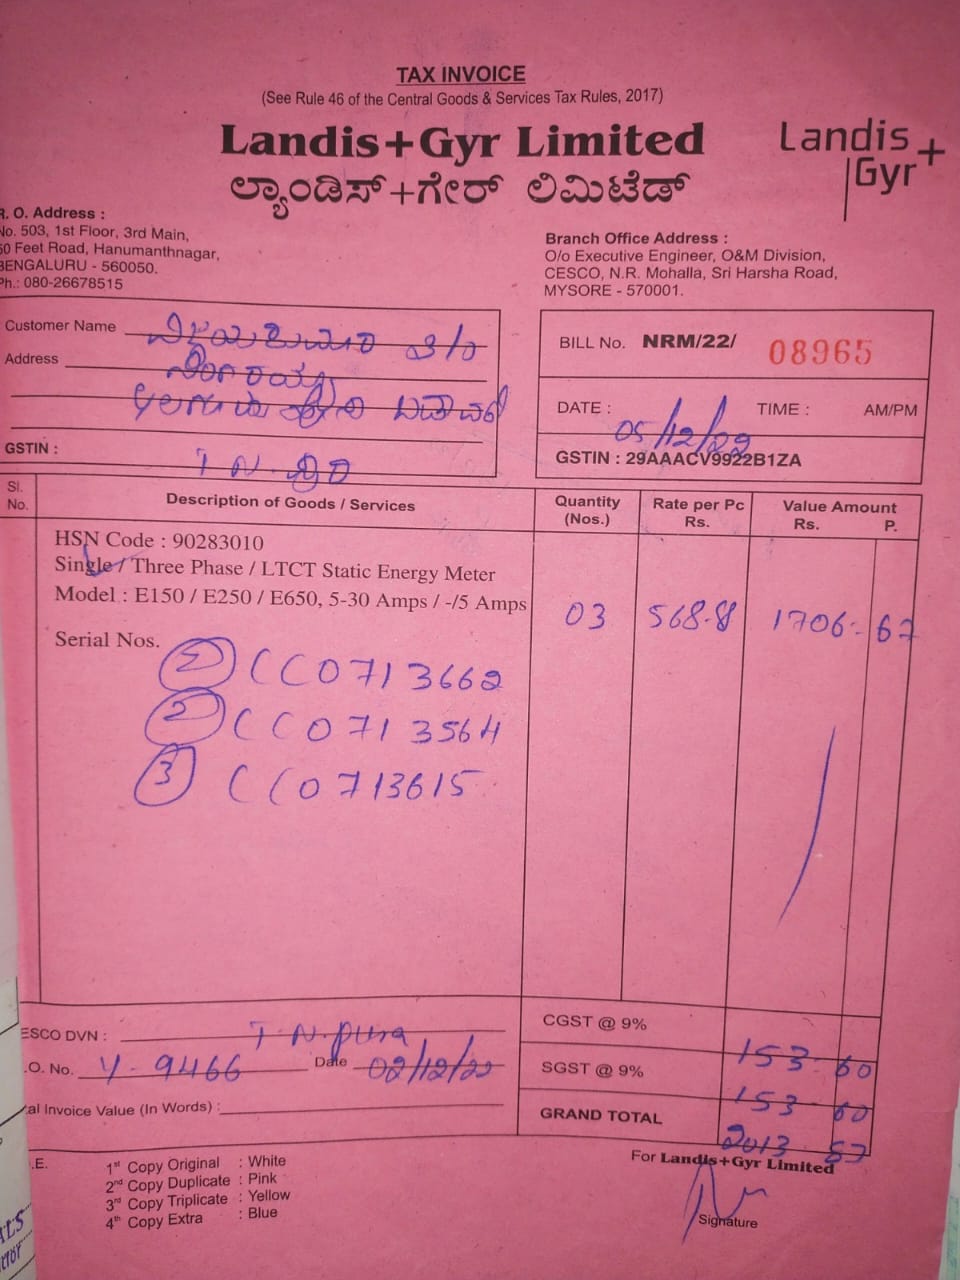 TAX INVOICE
(See Rule 46 of the Central Goods & Services Tax Rules, 2017)
Landis+Gyr Limited
ಲ್ಯಾಂಡಿಸ್+ಗೇರ್ ಲಿಮಿಟೆಡ್
Landis+
Gyr
R. O. Address :
No. 503, 1st Floor, 3rd Main,
60 Feet Road, Hanumanthnagar,
BENGALURU - 560050.
Ph.: 080-26678515
Branch Office Address :
O/o Executive Engineer, O&M Division,
CESCO, N.R. Mohalla, Sri Harsha Road,
MYSORE - 570001.
Customer Name ವಿಜಯಕುಮಾರ S/o
Address
GSTIN :
BILL No. NRM/22/ 08965
DATE : 05/12/22 TIME : AM/PM
GSTIN : 29AAACV9922B1ZA
Sl. No. Description of Goods / Services Quantity (Nos.) Rate per Pc Rs. Value Amount Rs. P.
HSN Code : 90283010
Single / Three Phase / LTCT Static Energy Meter
Model : E150 / E250 / E650, 5-30 Amps / -/5 Amps 03 568.8 1706. 67
Serial Nos.
CC0713662
2 CC0713564
3 CC0713615
ESCO DVN : T N. pura
.O. No. Y-9466 Date 02/12/22
al Invoice Value (In Words) :
CGST @ 9% 153. 60
SGST @ 9% 153 60
GRAND TOTAL 2013 87
.E.
1st Copy Original : White
2nd Copy Duplicate : Pink
3rd Copy Triplicate : Yellow
4th Copy Extra : Blue
For Landis+Gyr Limited
Signature